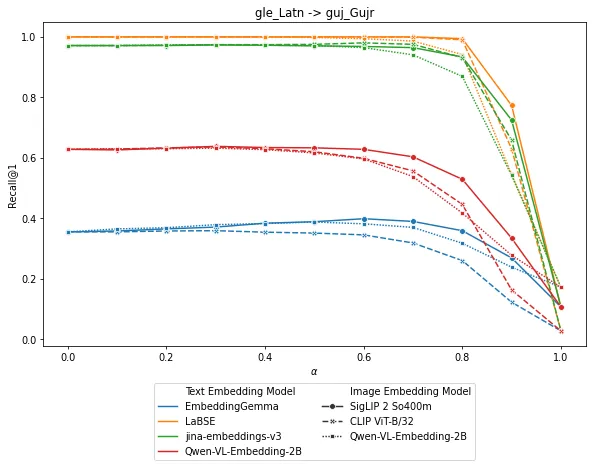 gle_Latn -> guj_Gujr
Recall@1
1.0
0.8
0.6
0.4
0.2
0.0
0.0 0.2 0.4 0.6 0.8 1.0
α
Text Embedding Model
EmbeddingGemma
LaBSE
jina-embeddings-v3
Qwen-VL-Embedding-2B
Image Embedding Model
SigLIP 2 So400m
CLIP ViT-B/32
Qwen-VL-Embedding-2B